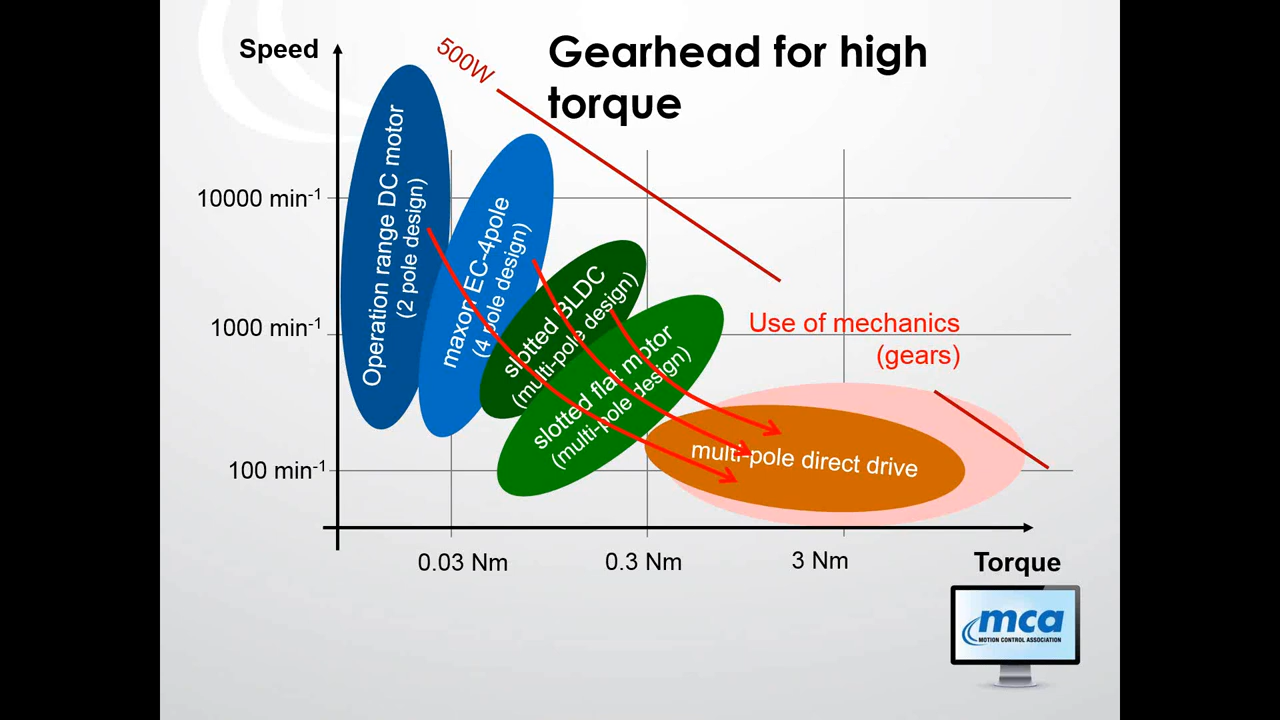 Gearhead for high
torque
Speed
500W
10000 min-1
1000 min-1
100 min-1
Operation range DC motor
(2 pole design)
maxon EC-4pole
(4 pole design)
slotted BLDC
(multi-pole design)
slotted flat motor
(multi-pole design)
Use of mechanics
(gears)
multi-pole direct drive
0.03 Nm
0.3 Nm
3 Nm
Torque
mca
MOTION CONTROL ASSOCIATION